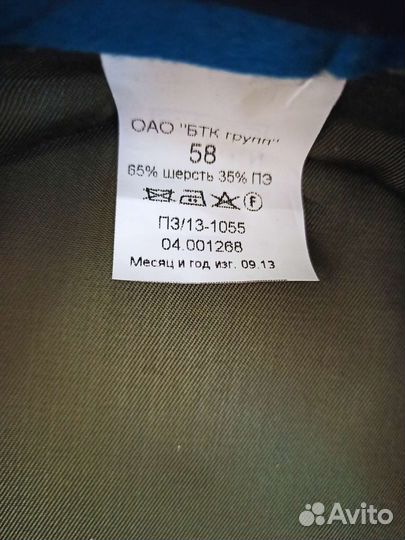 ОАО "БТК групп"
58
65% шерсть 35% ПЭ
F
ПЗ/13-1055
04.001268
Месяц и год изг. 09.13
Avito